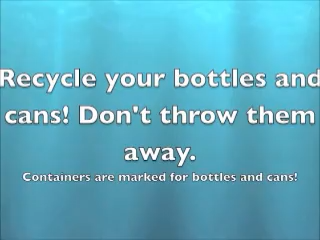 Recycle your bottles and
cans! Don't throw them
away.
Containers are marked for bottles and cans!